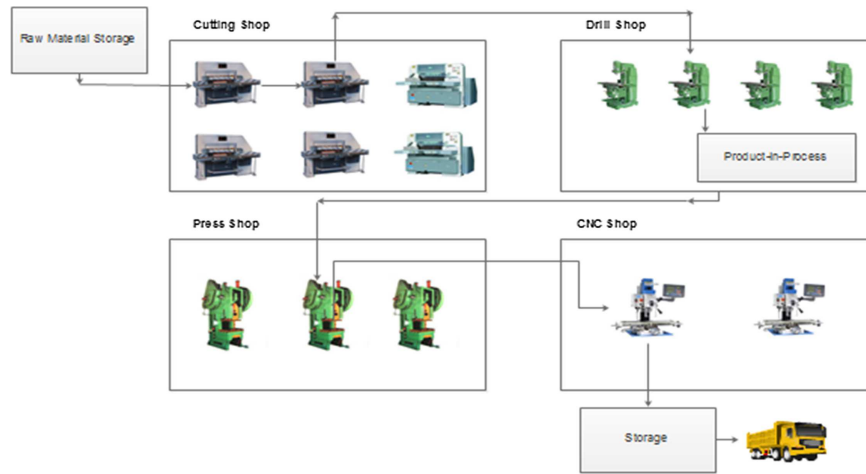 Cutting Shop
Drill Shop
Raw Material Storage
Product-In-Process
Press Shop
CNC Shop
Storage